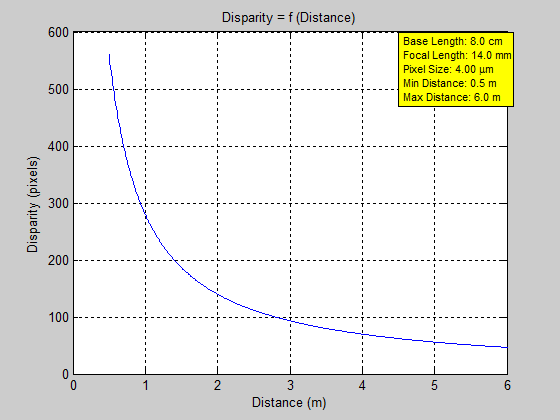 Disparity = f (Distance)
Base Length: 8.0 cm
Focal Length: 14.0 mm
Pixel Size: 4.00 µm
Min Distance: 0.5 m
Max Distance: 6.0 m
600
500
400
300
200
100
0
Disparity (pixels)
0 1 2 3 4 5 6
Distance (m)